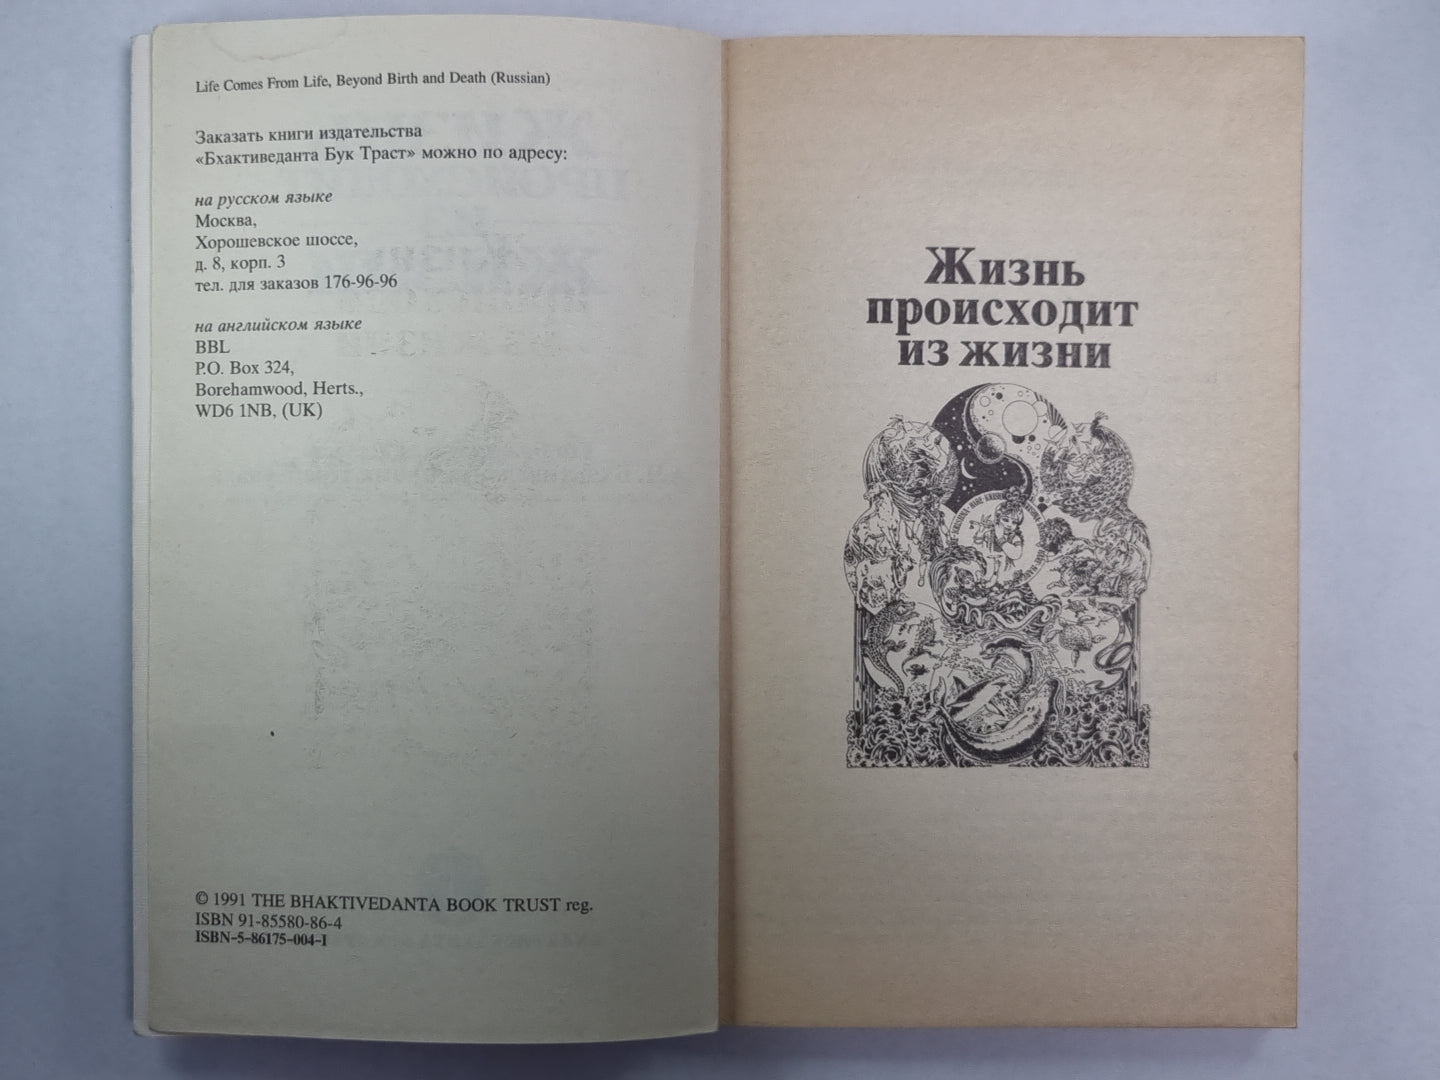 Life Comes From Life, Beyond Birth and Death (Russian)
Заказать книги издательства
«Бхактиведанта Бук Траст» можно по адресу:
на русском языке
Москва,
Хорошевское шоссе,
д. 8, корп. 3
тел. для заказов 176-96-96
на английском языке
BBL
P.O. Box 324,
Borehamwood, Herts.,
WD6 1NB, (UK)
© 1991 THE BHAKTIVEDANTA BOOK TRUST reg.
ISBN 91-85580-86-4
ISBN–5–86175–004–I
Жизнь
происходит
из жизни